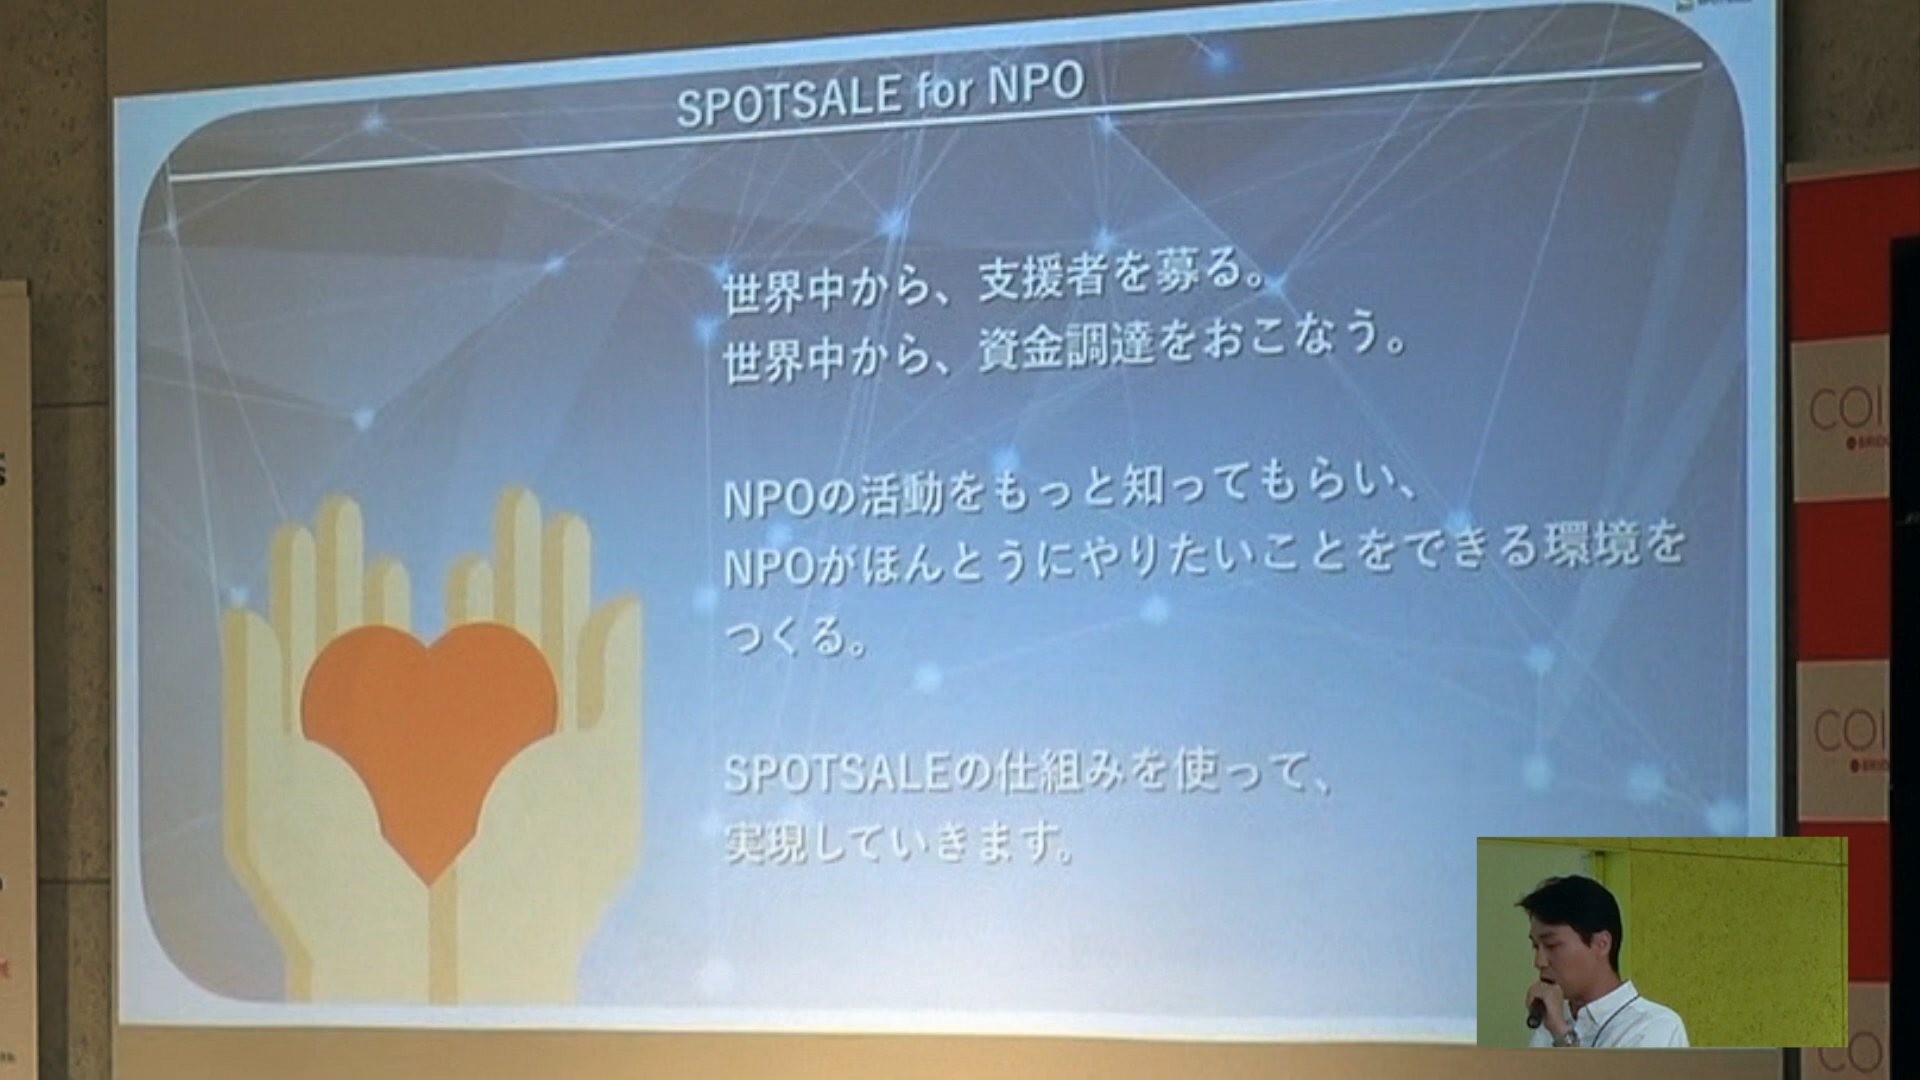 SPOTSALE for NPO
世界中から、支援者を募る。
世界中から、資金調達をおこなう。
NPOの活動をもっと知ってもらい、
NPOがほんとうにやりたいことをできる環境を
つくる。
SPOTSALEの仕組みを使って、
実現していきます。
COI
COI
CO